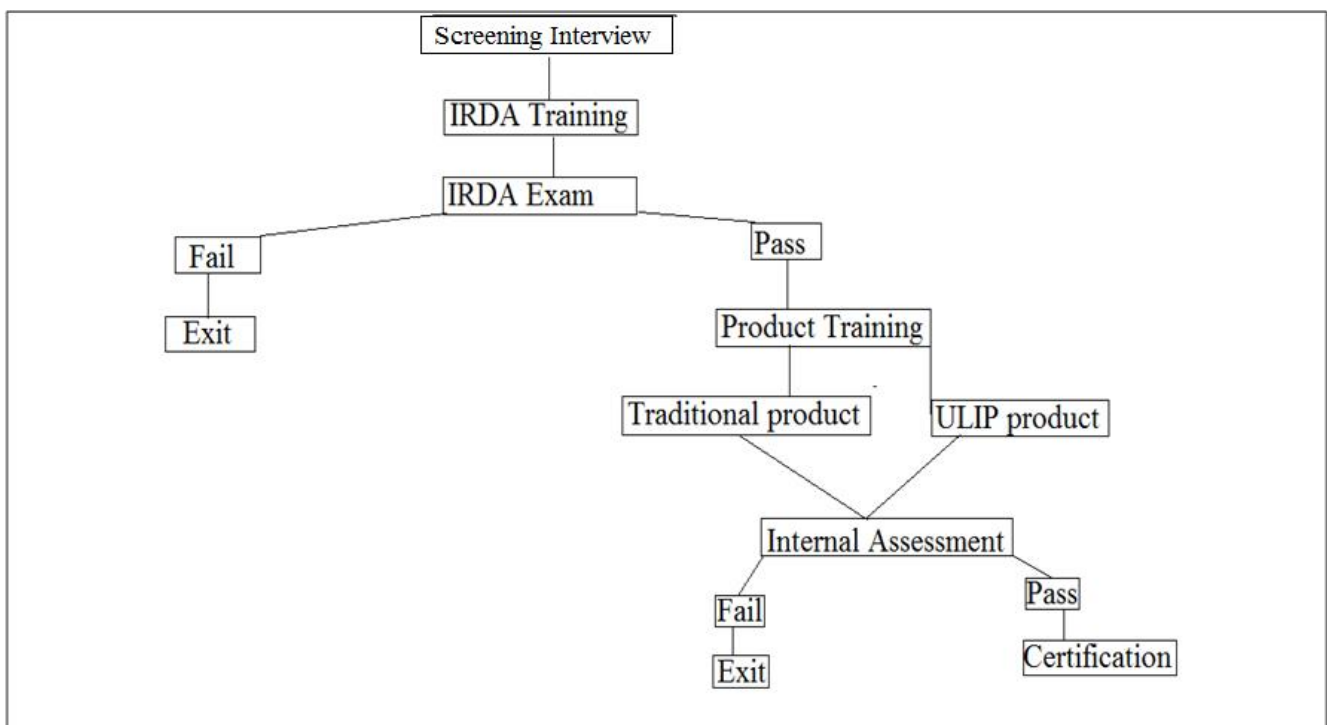 Screening Interview
IRDA Training
IRDA Exam
Fail
Pass
Exit
Product Training
Traditional product
ULIP product
Internal Assessment
Fail
Pass
Exit
Certification